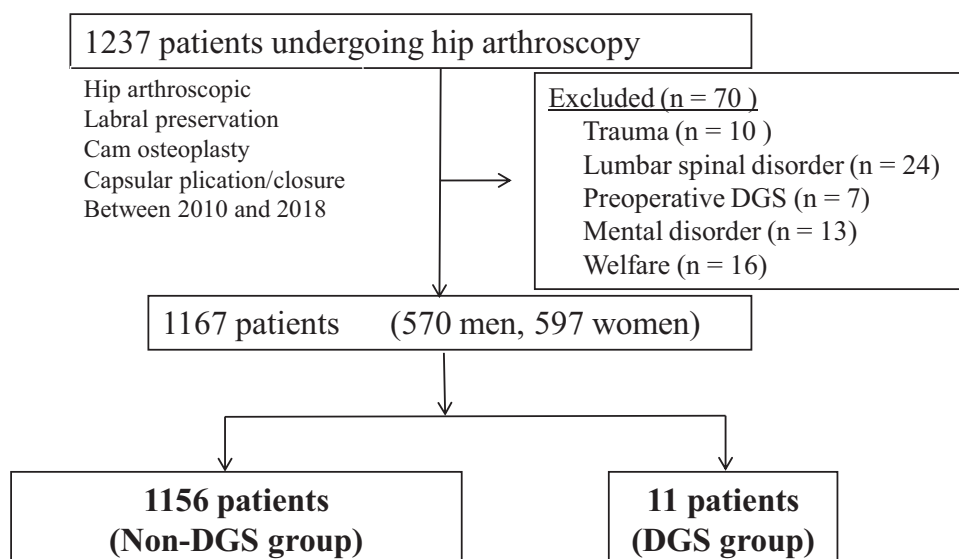 1237 patients undergoing hip arthroscopy
Hip arthroscopic
Labral preservation
Cam osteoplasty
Capsular plication/closure
Between 2010 and 2018
Excluded (n = 70 )
Trauma (n = 10 )
Lumbar spinal disorder (n = 24)
Preoperative DGS (n = 7)
Mental disorder (n = 13)
Welfare (n = 16)
1167 patients (570 men, 597 women)
1156 patients
(Non-DGS group)
11 patients
(DGS group)